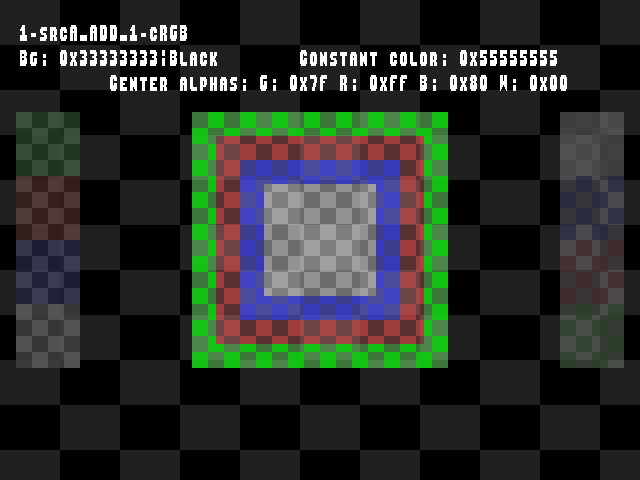 1-srcA_ADD_1-cRGB
Bg: 0x33333333¦Black Constant color: 0x55555555
Center alphas: G: 0x7f R: 0xff B: 0x80 W: 0x00